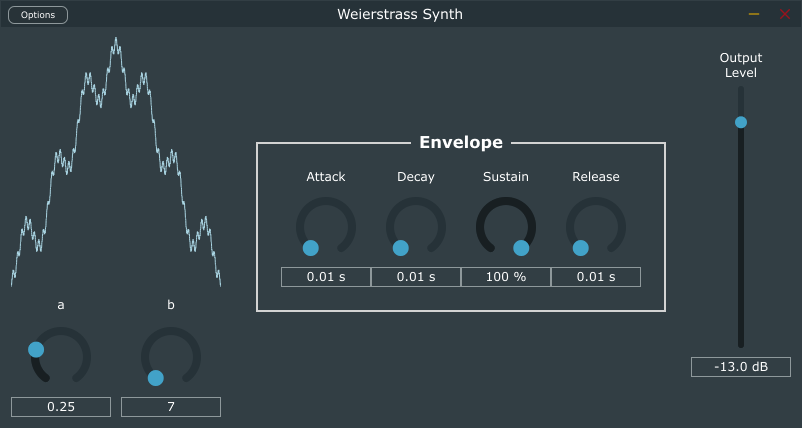 Options
Weierstrass Synth
Output
Level
Envelope
Attack Decay Sustain Release
0.01 s 0.01 s 100 % 0.01 s
a b
0.25 7
-13.0 dB